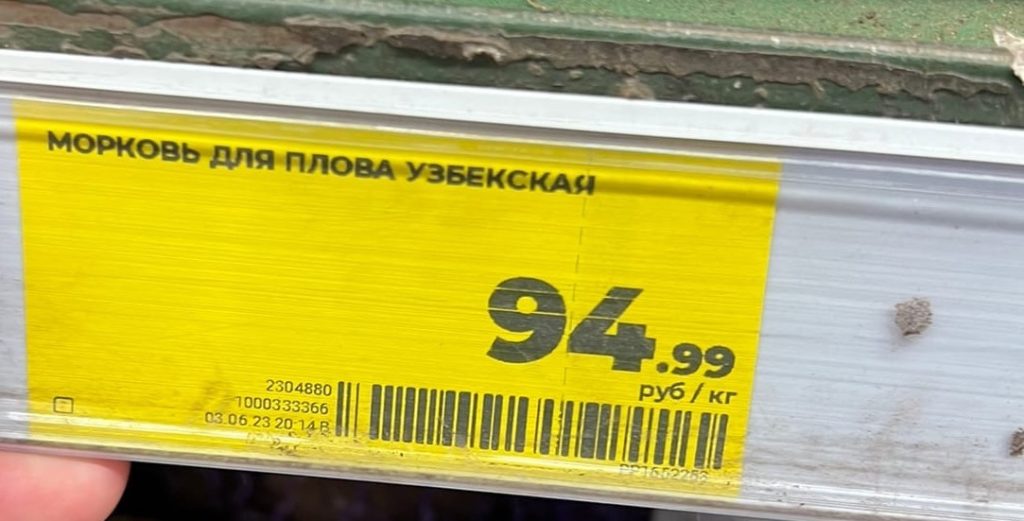 МОРКОВЬ ДЛЯ ПЛОВА УЗБЕКСКАЯ
94.99
руб / кг
2304880
1000333366
03.06.23 20:14 В